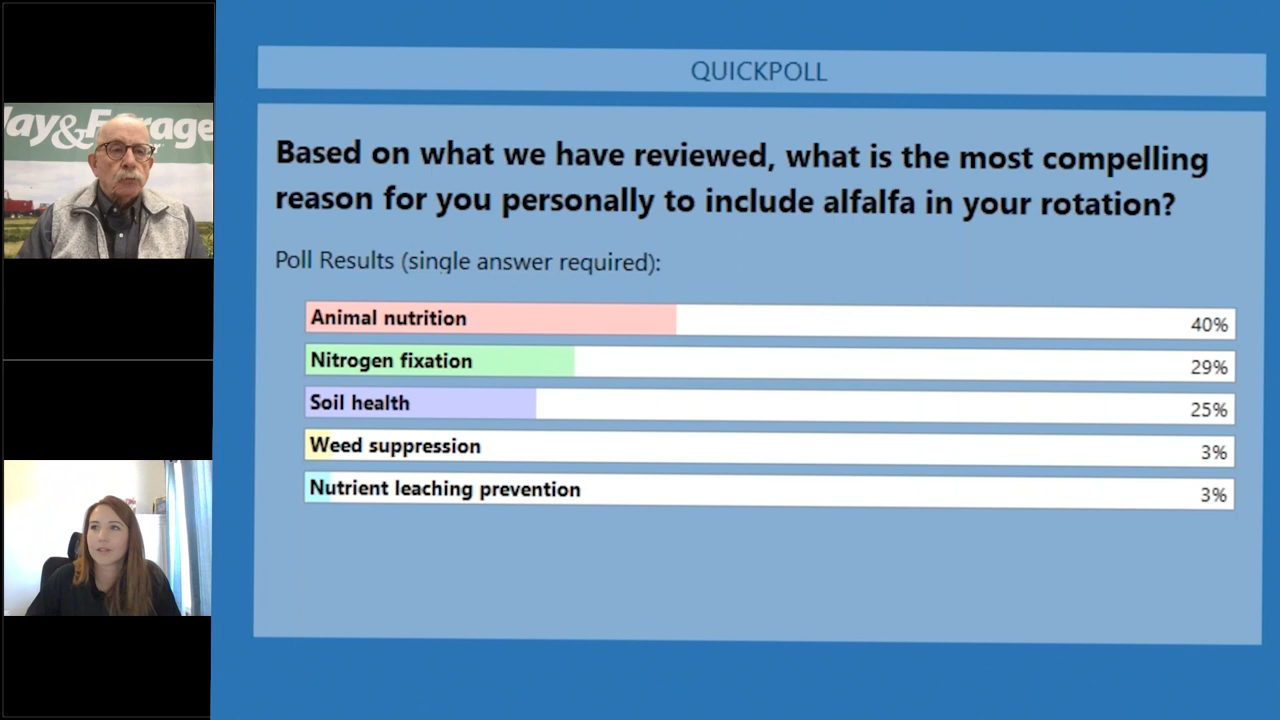 QUICKPOLL
Based on what we have reviewed, what is the most compelling
reason for you personally to include alfalfa in your rotation?
Poll Results (single answer required):
Animal nutrition 40%
Nitrogen fixation 29%
Soil health 25%
Weed suppression 3%
Nutrient leaching prevention 3%